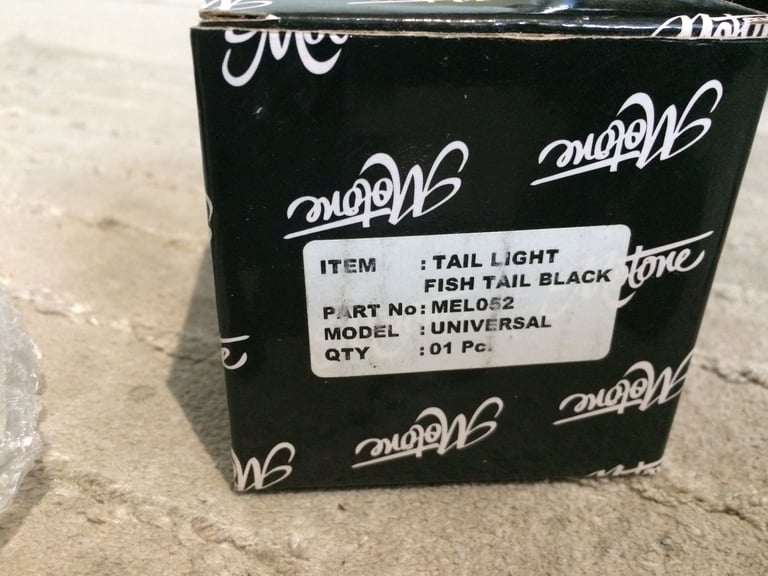 Motone
Motone
ITEM : TAIL LIGHT
FISH TAIL BLACK
PART No : MEL052
MODEL : UNIVERSAL
QTY : 01 Pc.
Motone
Motone
Motone